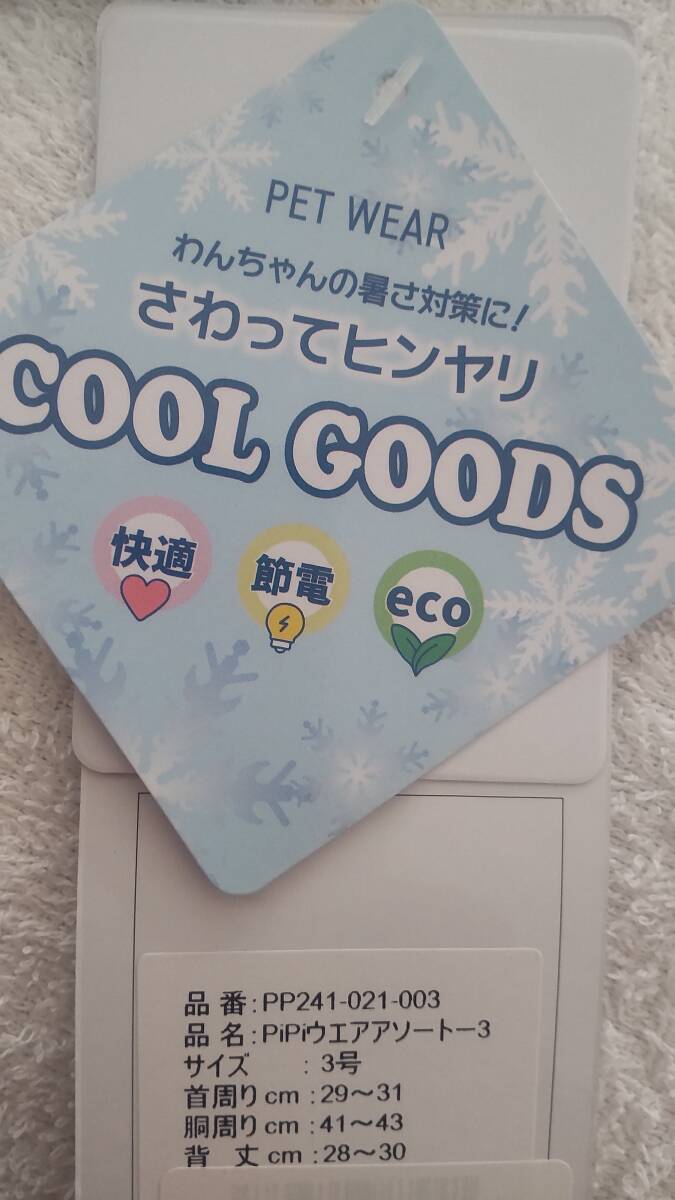 PET WEAR
わんちゃんの暑さ対策に!
さわってヒンヤリ
COOL GOODS
快適
節電
eco
品 番:PP241-021-003
品 名:PiPiウエアアソートー3
サイズ :3号
首周りcm:29～31
胴周りcm:41～43
背 丈cm:28～30